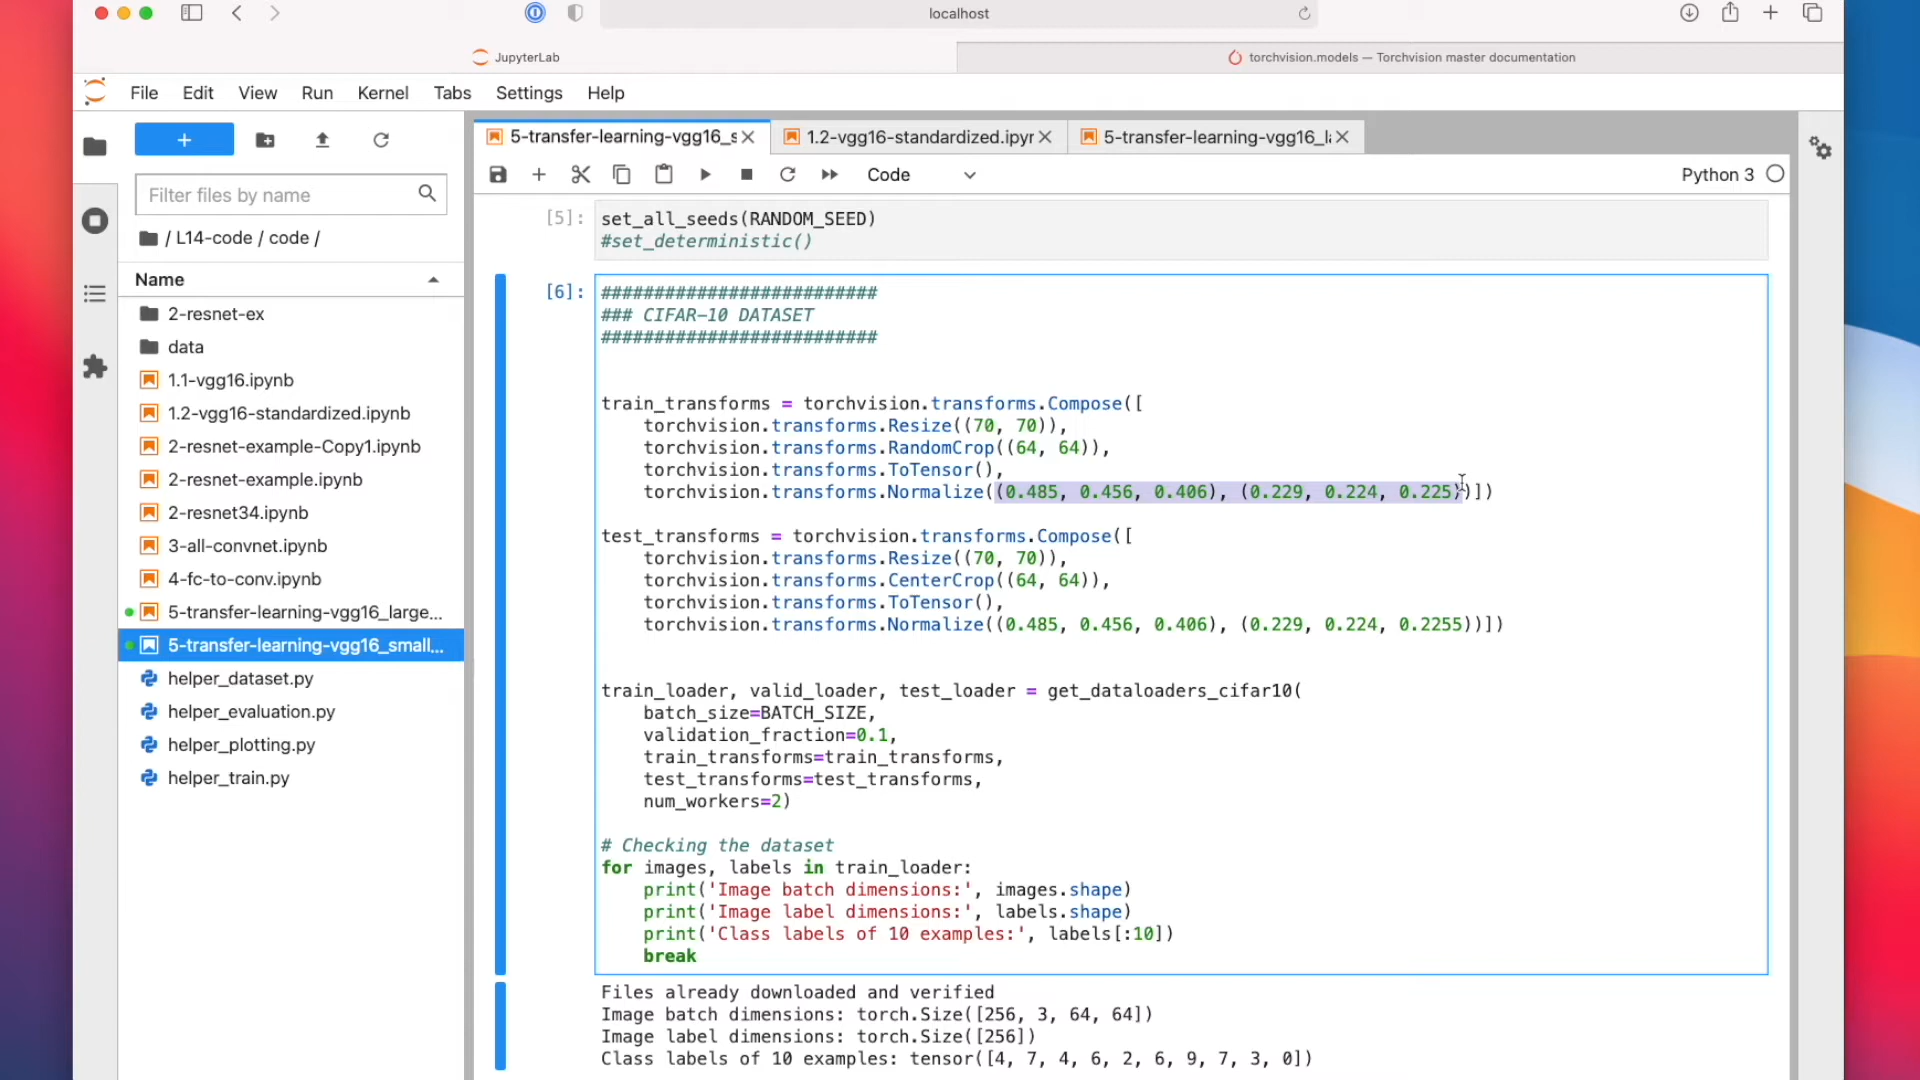 localhost
JupyterLab
torchvision.models — Torchvision master documentation
File Edit View Run Kernel Tabs Settings Help
5-transfer-learning-vgg16_s
1.2-vgg16-standardized.ipyr
5-transfer-learning-vgg16_l
Filter files by name
Code
Python 3
/ L14-code / code /
Name
2-resnet-ex
data
1.1-vgg16.ipynb
1.2-vgg16-standardized.ipynb
2-resnet-example-Copy1.ipynb
2-resnet-example.ipynb
2-resnet34.ipynb
3-all-convnet.ipynb
4-fc-to-conv.ipynb
5-transfer-learning-vgg16_large...
5-transfer-learning-vgg16_small...
helper_dataset.py
helper_evaluation.py
helper_plotting.py
helper_train.py
[5]: set_all_seeds(RANDOM_SEED)
#set_deterministic()
[6]: ##########################
### CIFAR-10 DATASET
##########################
train_transforms = torchvision.transforms.Compose([
torchvision.transforms.Resize((70, 70)),
torchvision.transforms.RandomCrop((64, 64)),
torchvision.transforms.ToTensor(),
torchvision.transforms.Normalize((0.485, 0.456, 0.406), (0.229, 0.224, 0.225))])
test_transforms = torchvision.transforms.Compose([
torchvision.transforms.Resize((70, 70)),
torchvision.transforms.CenterCrop((64, 64)),
torchvision.transforms.ToTensor(),
torchvision.transforms.Normalize((0.485, 0.456, 0.406), (0.229, 0.224, 0.2255))])
train_loader, valid_loader, test_loader = get_dataloaders_cifar10(
batch_size=BATCH_SIZE,
validation_fraction=0.1,
train_transforms=train_transforms,
test_transforms=test_transforms,
num_workers=2)
# Checking the dataset
for images, labels in train_loader:
print('Image batch dimensions:', images.shape)
print('Image label dimensions:', labels.shape)
print('Class labels of 10 examples:', labels[:10])
break
Files already downloaded and verified
Image batch dimensions: torch.Size([256, 3, 64, 64])
Image label dimensions: torch.Size([256])
Class labels of 10 examples: tensor([4, 7, 4, 6, 2, 6, 9, 7, 3, 0])